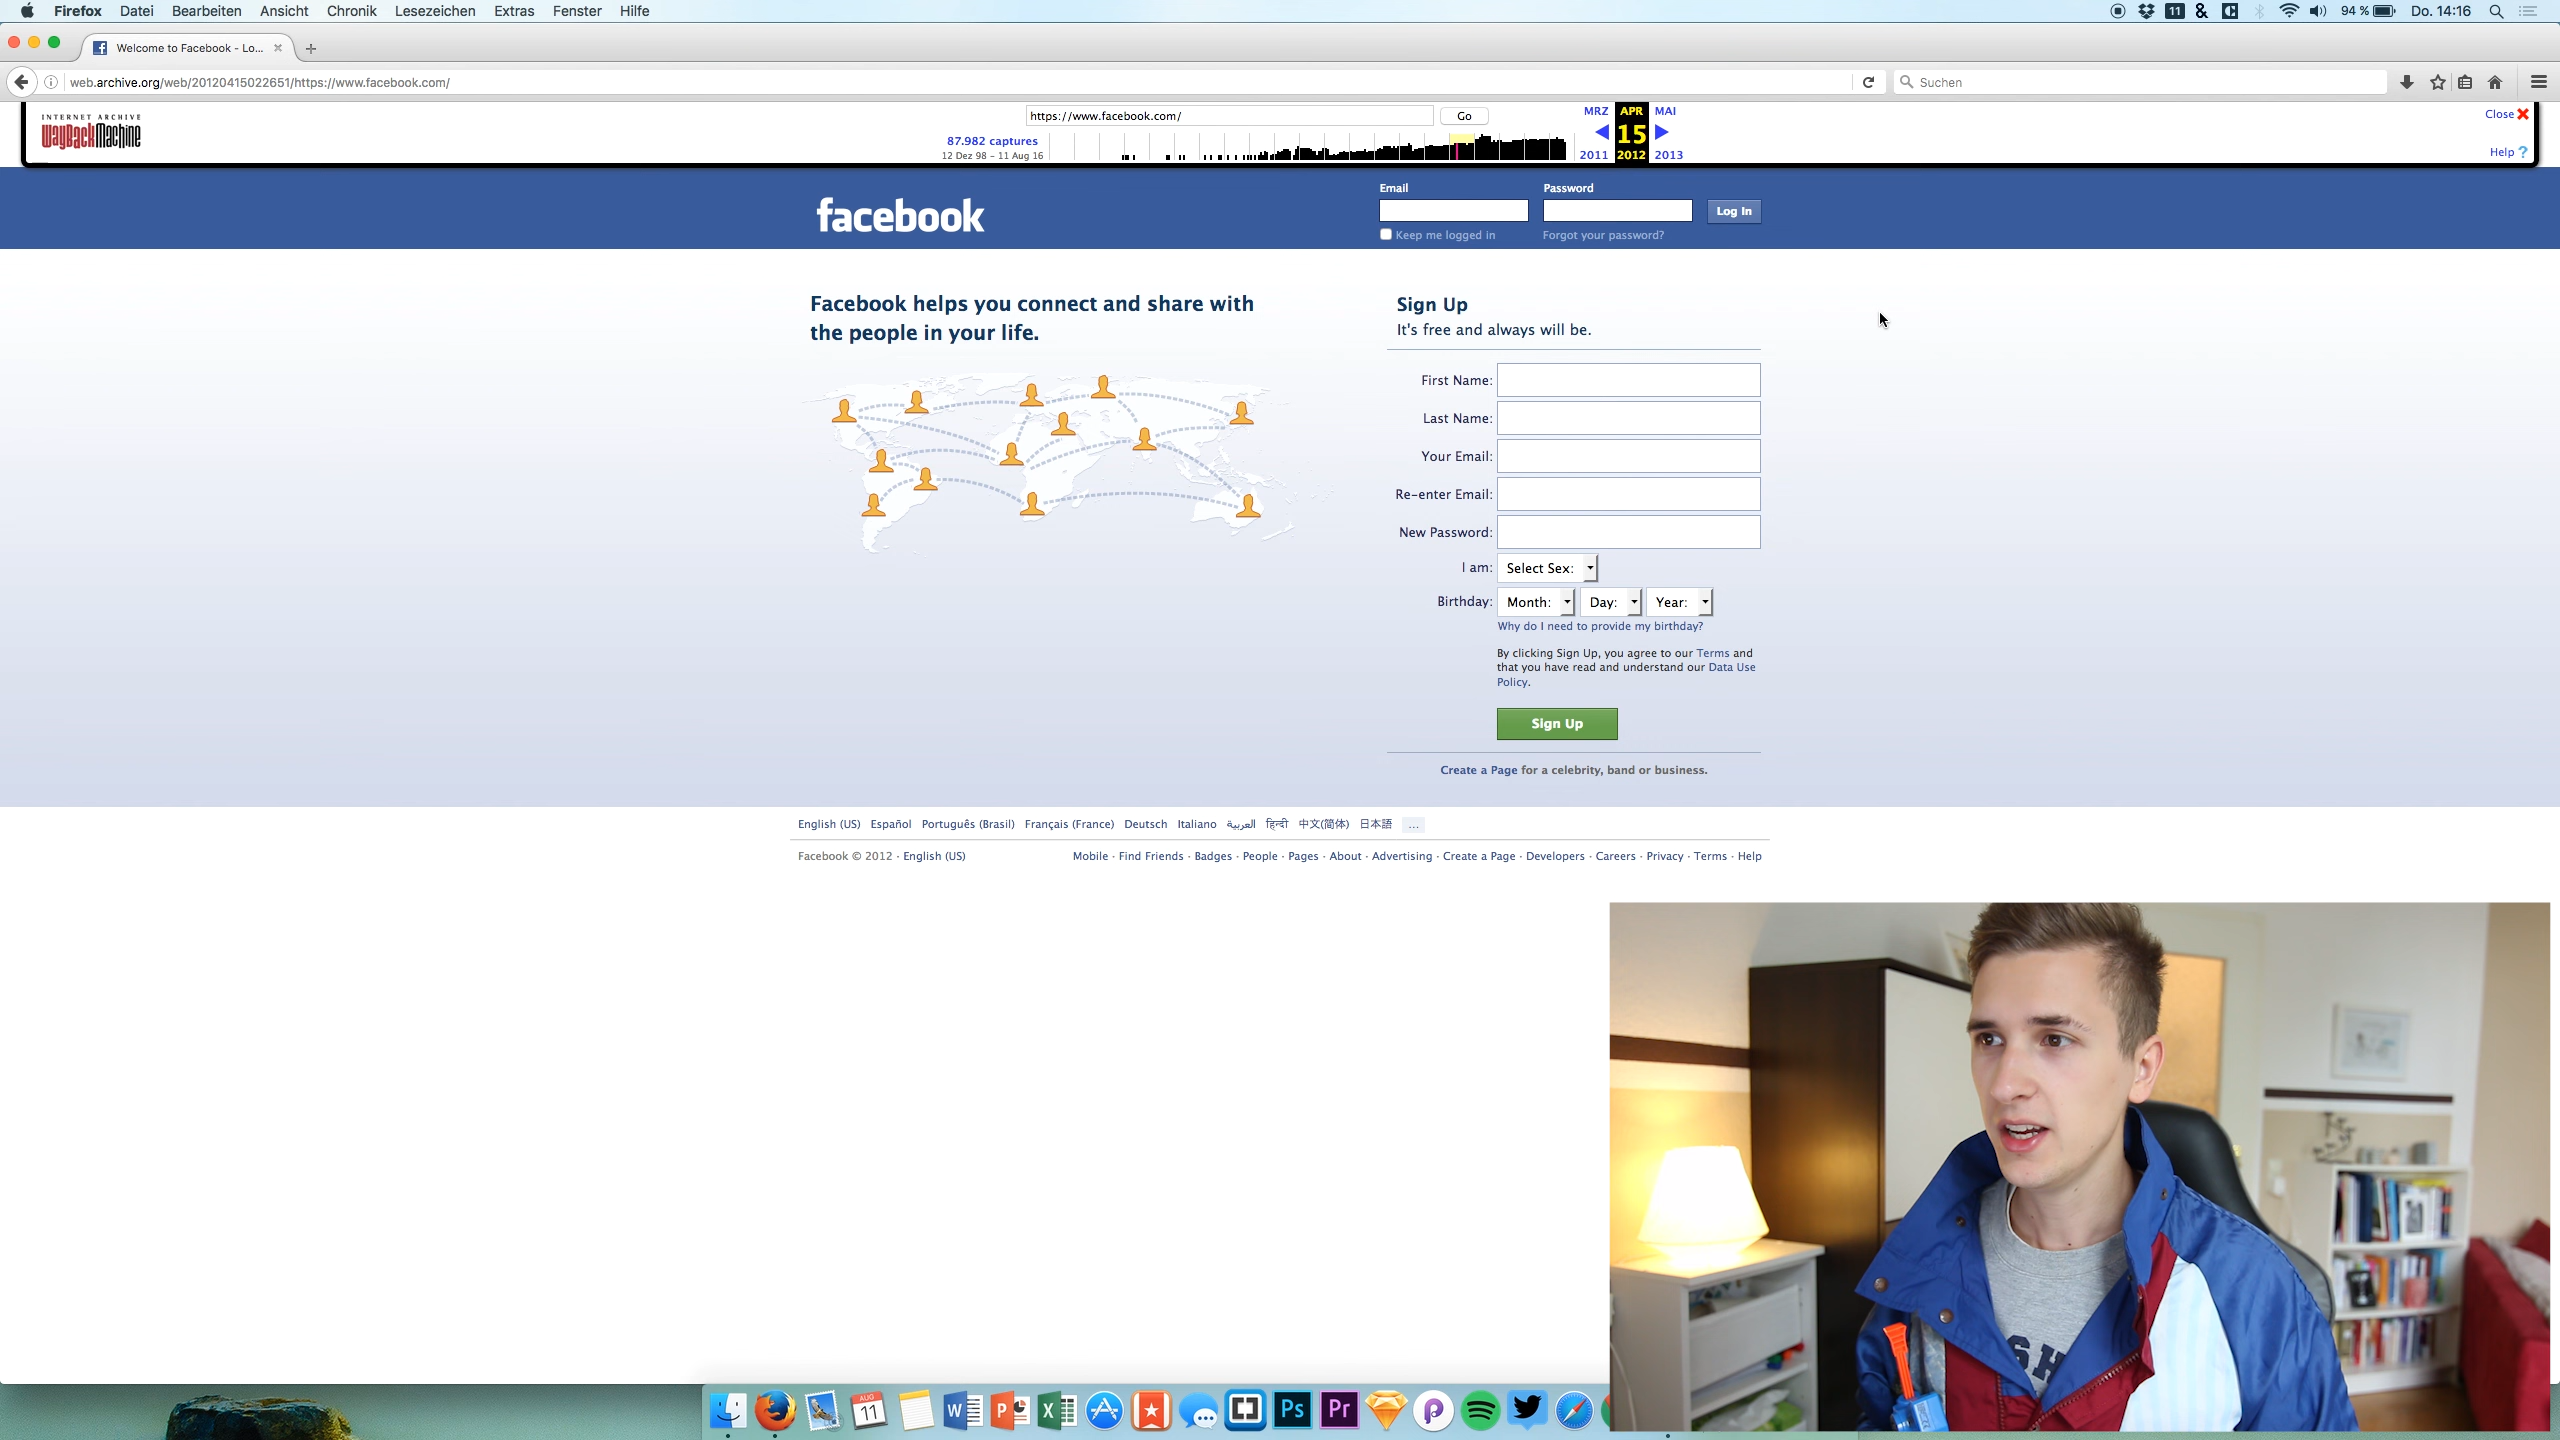 Firefox Datei Bearbeiten Ansicht Chronik Lesezeichen Extras Fenster Hilfe
11 94 % Do. 14:16
Welcome to Facebook - Lo...
web.archive.org/web/20120415022651/https://www.facebook.com/
Suchen
INTERNET ARCHIVE
WayBackMachine
https://www.facebook.com/ Go
87.982 captures
12 Dez 98 - 11 Aug 16
MRZ APR MAI
15
2011 2012 2013
Close
Help ?
facebook
Email Password
Log In
Keep me logged in Forgot your password?
Facebook helps you connect and share with
the people in your life.
Sign Up
It's free and always will be.
First Name:
Last Name:
Your Email:
Re-enter Email:
New Password:
I am: Select Sex:
Birthday: Month: Day: Year:
Why do I need to provide my birthday?
By clicking Sign Up, you agree to our Terms and
that you have read and understand our Data Use
Policy.
Sign Up
Create a Page for a celebrity, band or business.
English (US) Español Português (Brasil) Français (France) Deutsch Italiano العربية हिन्दी 中文(简体) 日本語 ...
Facebook © 2012 · English (US)
Mobile · Find Friends · Badges · People · Pages · About · Advertising · Create a Page · Developers · Careers · Privacy · Terms · Help
AUG
11
W P X Ps Pr
SH